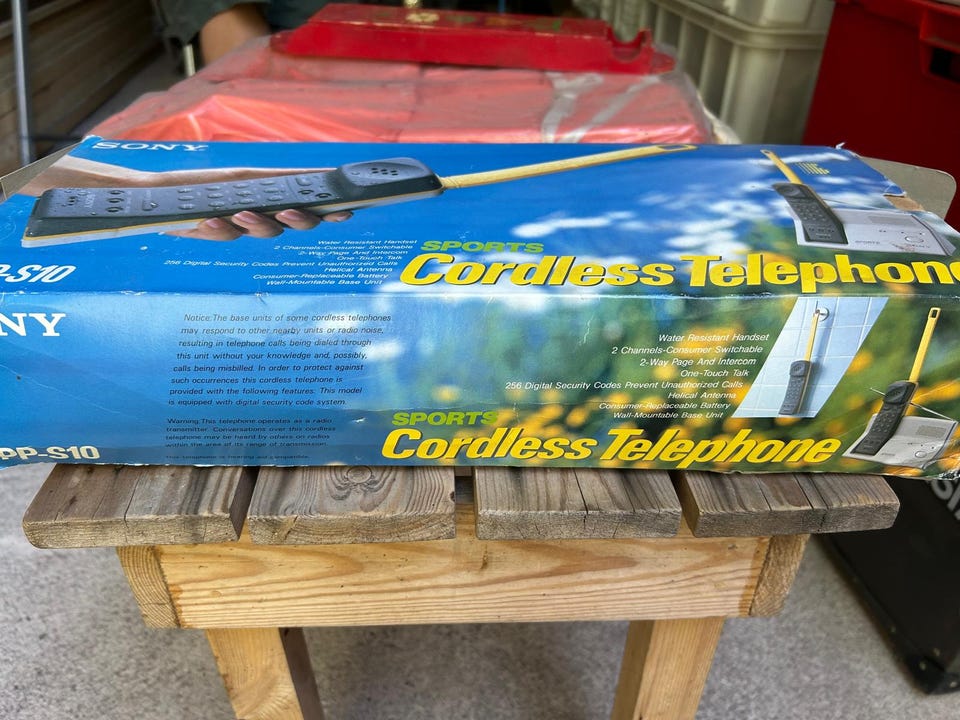 SONY
Water Resistant Handset
2 Channels-Consumer Switchable
2-Way Page And Intercom
One-Touch Talk
256 Digital Security Codes Prevent Unauthorized Calls
Helical Antenna
Consumer-Replaceable Battery
Wall-Mountable Base Unit
SPORTS
Cordless Telephone
P-S10
NY
Notice:The base units of some cordless telephones
may respond to other nearby units or radio noise,
resulting in telephone calls being dialed through
this unit without your knowledge and, possibly,
calls being misbilled. In order to protect against
such occurrences this cordless telephone is
provided with the following features: This model
is equipped with digital security code system.
Warning:This telephone operates as a radio
transmitter. Conversations over this cordless
telephone may be heard by others on radios
within the area of its range of transmission.
This telephone is hearing aid compatible.
Water Resistant Handset
2 Channels-Consumer Switchable
2-Way Page And Intercom
One-Touch Talk
256 Digital Security Codes Prevent Unauthorized Calls
Helical Antenna
Consumer-Replaceable Battery
Wall-Mountable Base Unit
SPORTS
Cordless Telephone
PP-S10